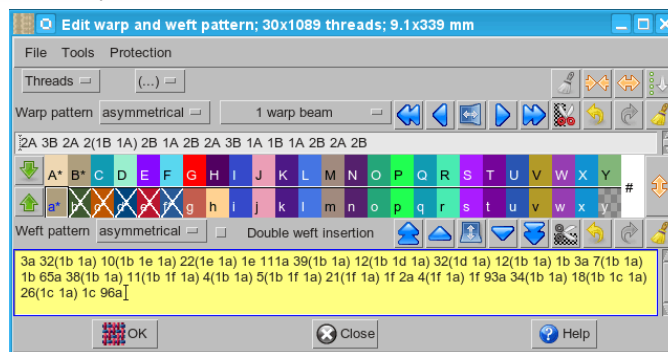 Edit warp and weft pattern; 30x1089 threads; 9.1x339 mm
File Tools Protection
Threads (...)
Warp pattern asymmetrical 1 warp beam
2A 3B 2A 2(1B 1A) 2B 1A 2B 2A 3B 1A 1B 1A 2B 2A 2B
A* B* C D E F G H I J K L M N O P Q R S T U V W X Y #
a* b c d e f g h i j k l m n o p q r s t u v w x y
Weft pattern asymmetrical Double weft insertion
3a 32(1b 1a) 10(1b 1e 1a) 22(1e 1a) 1e 111a 39(1b 1a) 12(1b 1d 1a) 32(1d 1a) 12(1b 1a) 1b 3a 7(1b 1a)
1b 65a 38(1b 1a) 11(1b 1f 1a) 4(1b 1a) 5(1b 1f 1a) 21(1f 1a) 1f 2a 4(1f 1a) 1f 93a 34(1b 1a) 18(1b 1c 1a)
26(1c 1a) 1c 96a
OK Close Help